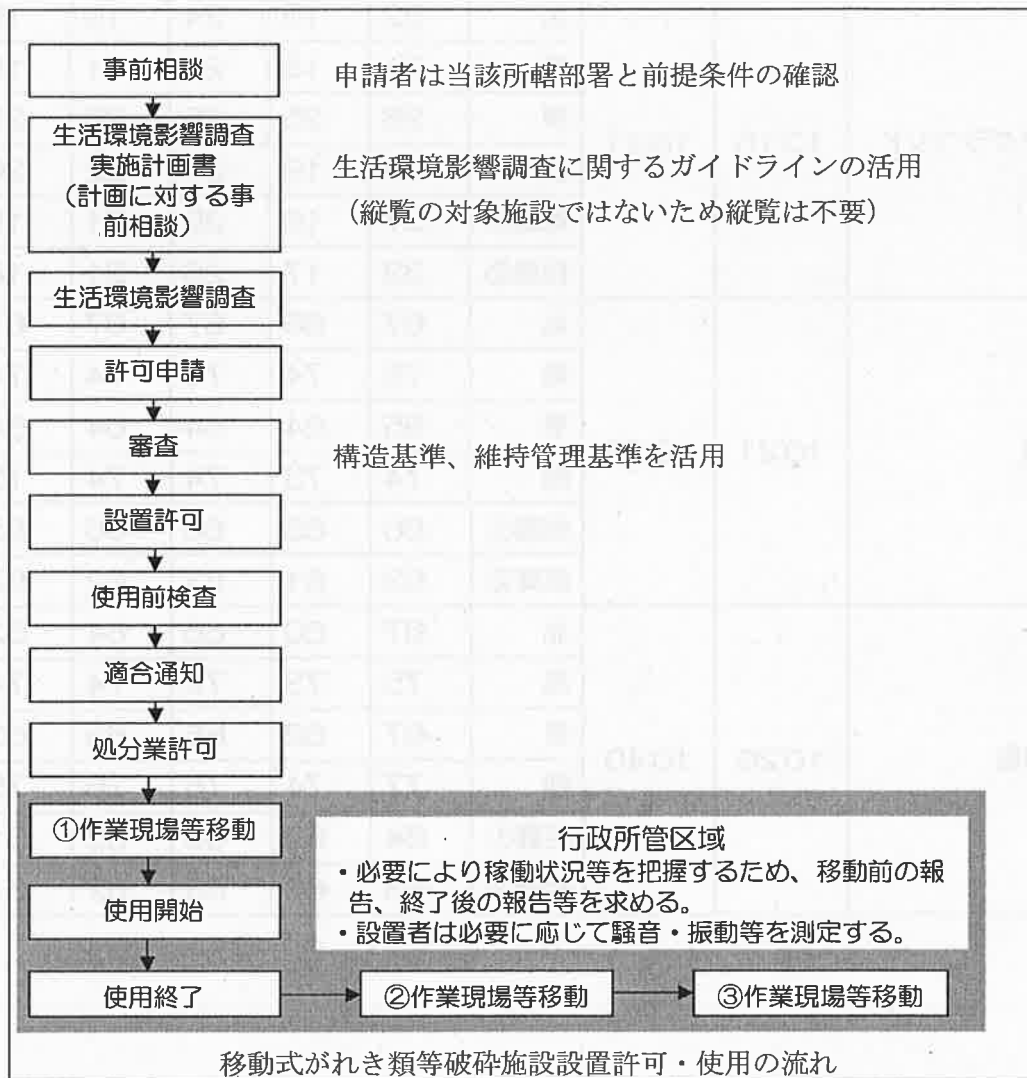 事前相談
申請者は当該所轄部署と前提条件の確認
生活環境影響調査
実施計画書
（計画に対する事
前相談）
生活環境影響調査に関するガイドラインの活用
（縦覧の対象施設ではないため縦覧は不要）
生活環境影響調査
許可申請
審査
構造基準、維持管理基準を活用
設置許可
使用前検査
適合通知
処分業許可
①作業現場等移動
行政所管区域
・必要により稼働状況等を把握するため、移動前の報
告、終了後の報告等を求める。
・設置者は必要に応じて騒音・振動等を測定する。
使用開始
使用終了
②作業現場等移動
③作業現場等移動
移動式がれき類等破砕施設設置許可・使用の流れ